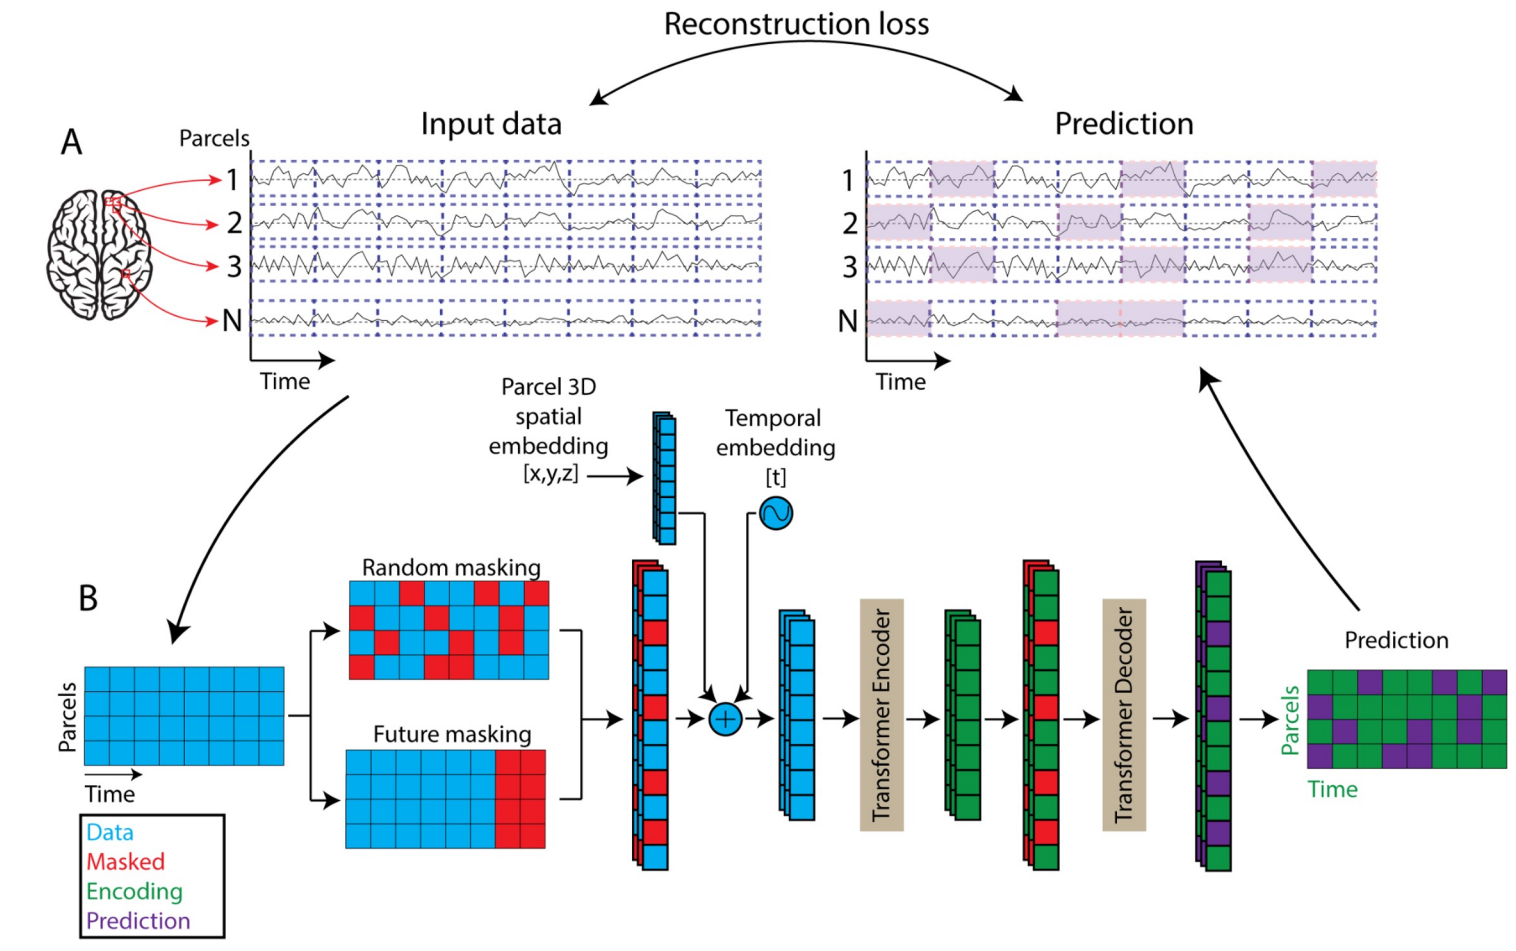 Reconstruction loss
A
Parcels
Input data
1
2
3
N
Time
Prediction
1
2
3
N
Time
Parcel 3D
spatial
embedding
[x,y,z]
Temporal
embedding
[t]
B
Parcels
Time
Random masking
Future masking
+
Transformer Encoder
Transformer Decoder
Prediction
Parcels
Time
Data
Masked
Encoding
Prediction